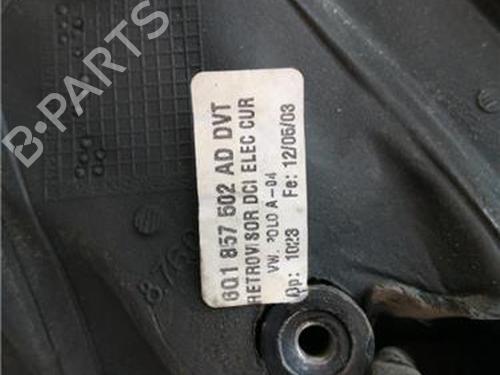 6Q1 857 502 AD DVT
RETROVISOR DCI ELEC CUR
VW. POLO A-04
Op: 1023 Fe: 12/06/03
B-PARTS